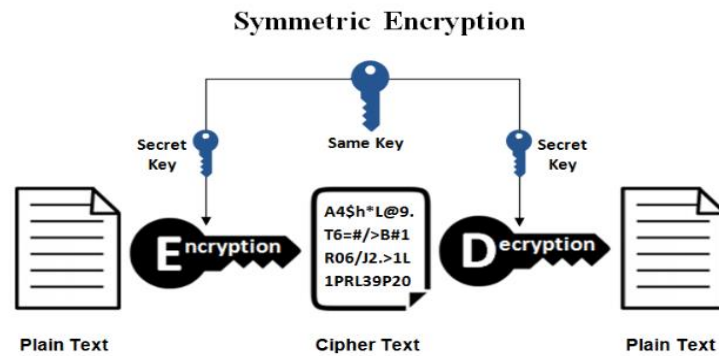 Symmetric Encryption
Secret
Key
Same Key
Secret
Key
Encryption
A4$h*L@9.
T6=#/>B#1
R06/J2.>1L
1PRL39P20
Decryption
Plain Text
Cipher Text
Plain Text